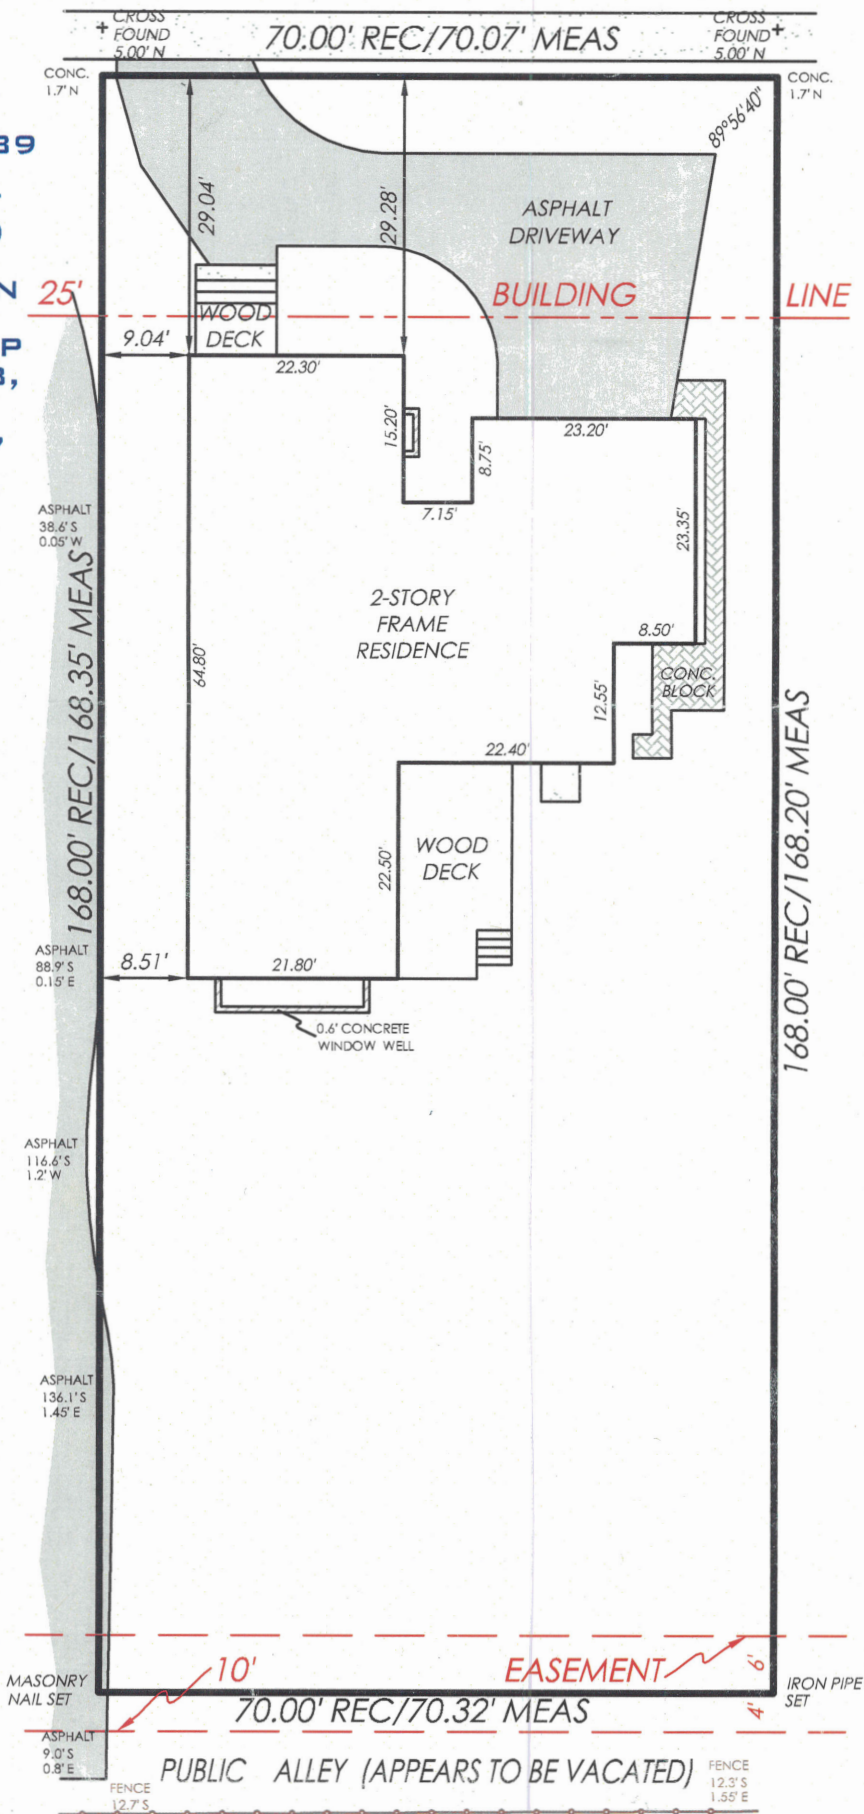 CROSS
FOUND
5.00' N
70.00' REC/70.07' MEAS
CROSS
FOUND
5.00' N
CONC.
1.7' N
CONC.
1.7' N
89°56'40"
39
29.04'
29.28'
ASPHALT
DRIVEWAY
N
25'
BUILDING
LINE
WOOD
DECK
9.04'
P
22.30'
15.20'
8.75'
23.20'
7.15'
23.35'
ASPHALT
38.6' S
0.05' W
168.00' REC/168.35' MEAS
64.80'
2-STORY
FRAME
RESIDENCE
8.50'
12.55'
CONC.
BLOCK
22.40'
168.00' REC/168.20' MEAS
WOOD
DECK
22.50'
ASPHALT
88.9' S
0.15' E
8.51'
21.80'
0.6' CONCRETE
WINDOW WELL
ASPHALT
116.6' S
1.2' W
ASPHALT
136.1' S
1.45' E
10'
EASEMENT
6'
4'
MASONRY
NAIL SET
70.00' REC/70.32' MEAS
IRON PIPE
SET
ASPHALT
9.0' S
0.8' E
PUBLIC ALLEY (APPEARS TO BE VACATED)
FENCE
12.7' S
FENCE
12.3' S
1.55' E